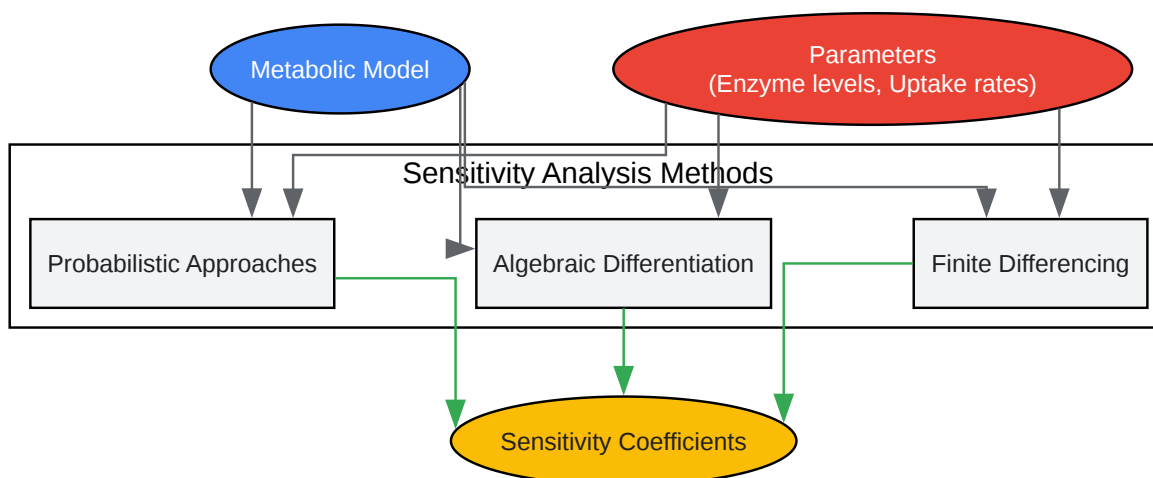 Metabolic Model
Parameters
(Enzyme levels, Uptake rates)
Sensitivity Analysis Methods
Probabilistic Approaches
Algebraic Differentiation
Finite Differencing
Sensitivity Coefficients